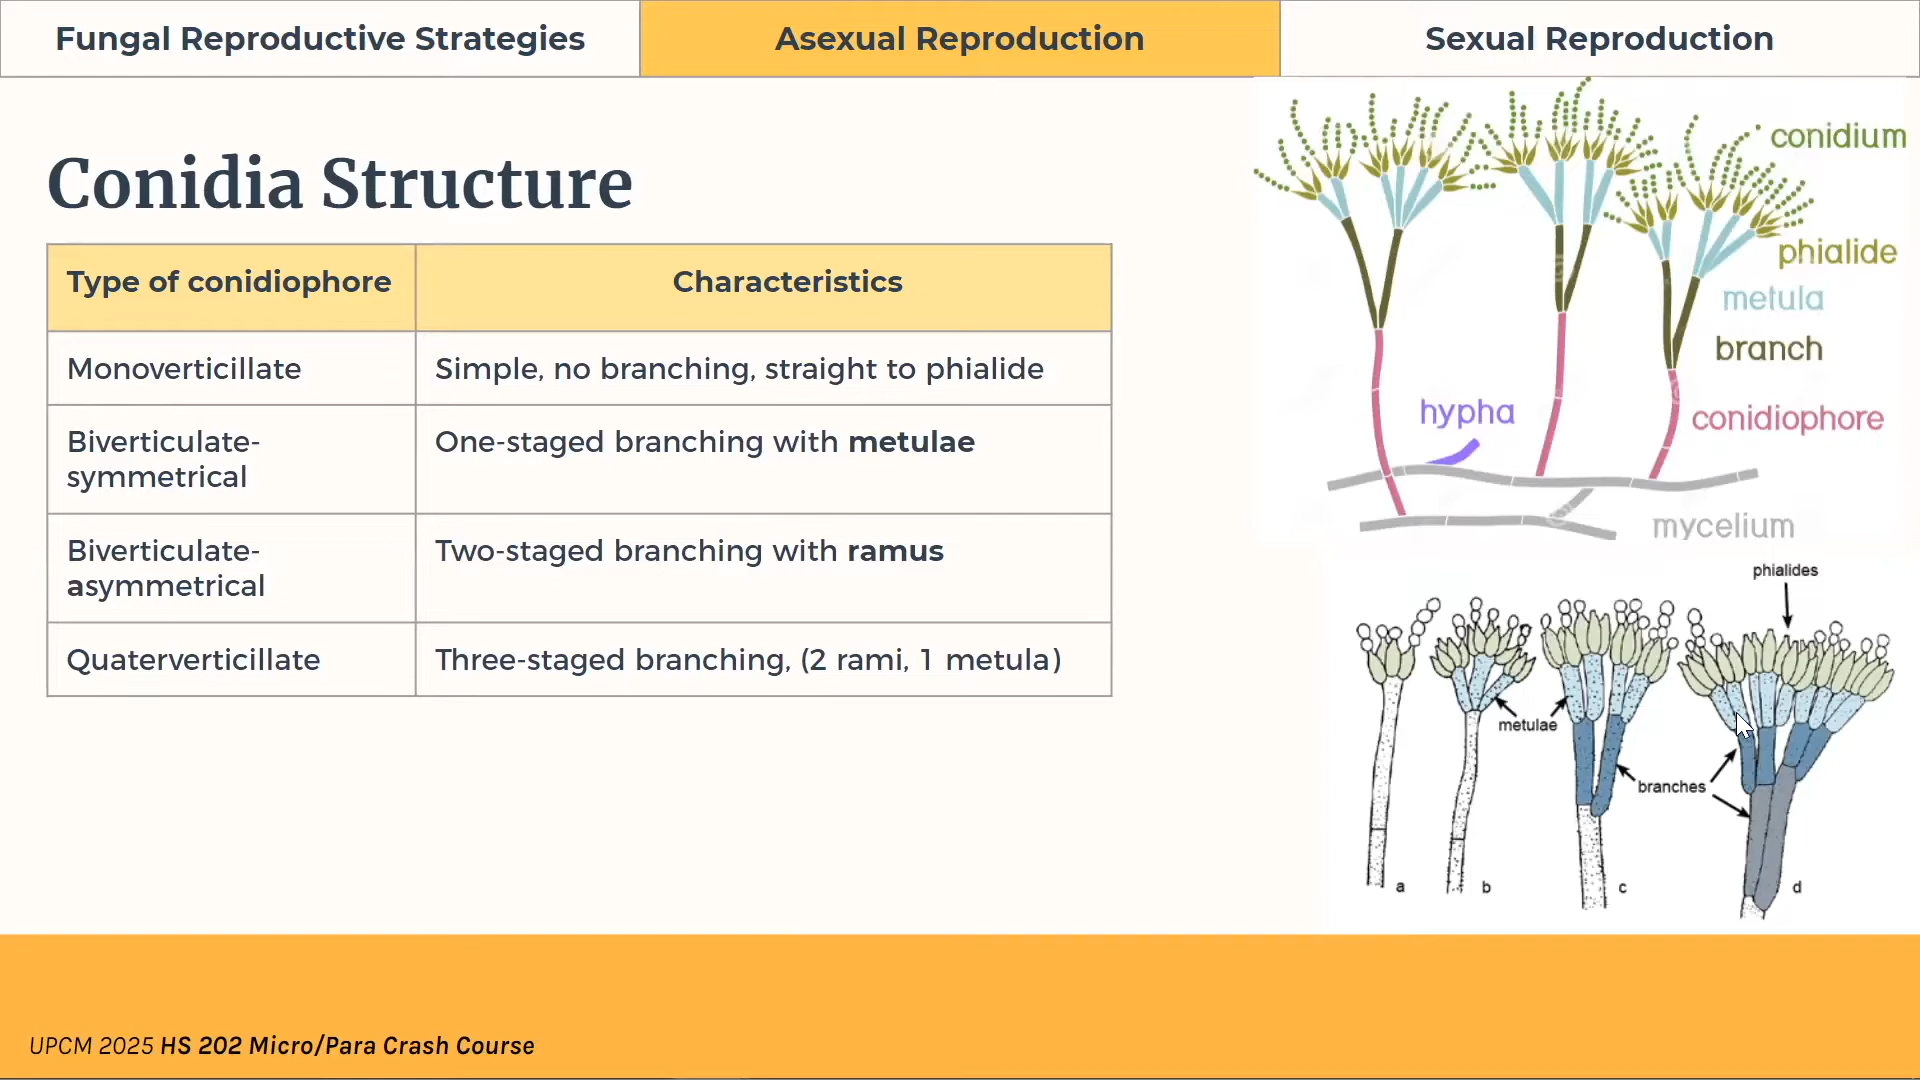 Fungal Reproductive Strategies
Asexual Reproduction
Sexual Reproduction
Conidia Structure
Type of conidiophore
Characteristics
Monoverticillate
Simple, no branching, straight to phialide
Biverticulate-
symmetrical
One-staged branching with metulae
Biverticulate-
asymmetrical
Two-staged branching with ramus
Quaterverticillate
Three-staged branching, (2 rami, 1 metula)
conidium
phialide
metula
branch
hypha
conidiophore
mycelium
phialides
metulae
branches
a
b
c
d
UPCM 2025 HS 202 Micro/Para Crash Course